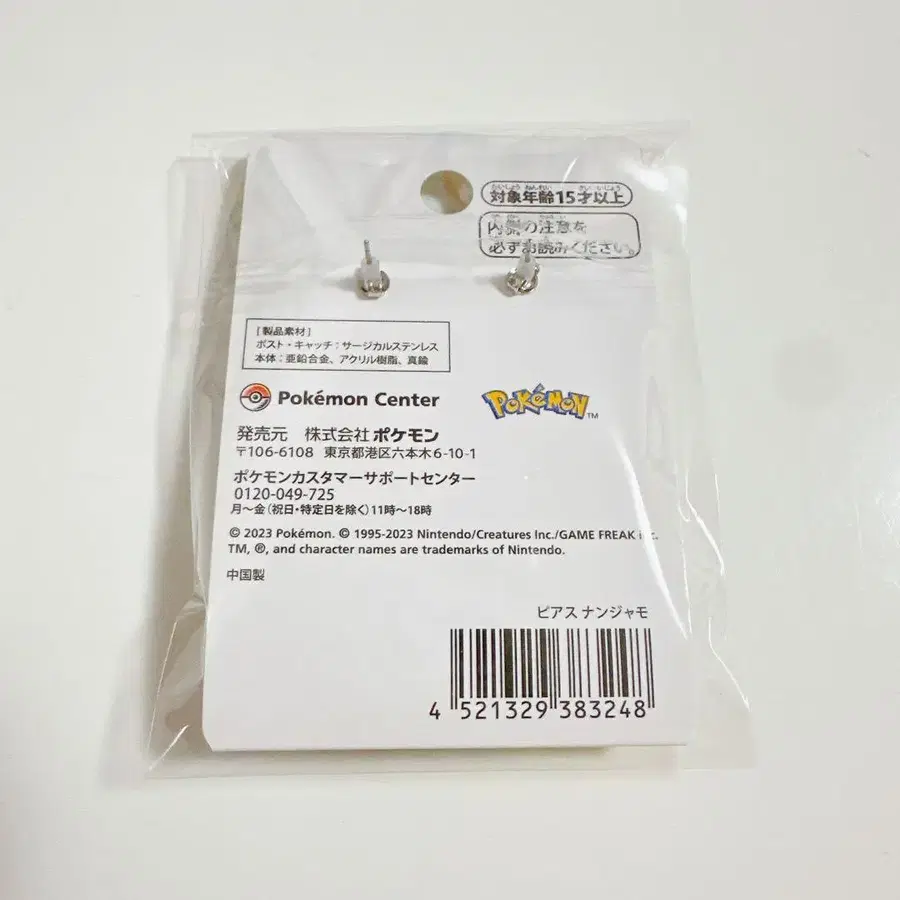 対象年齢15才以上
内側の注意を
必ずお読みください。
[製品素材]
ポスト・キャッチ：サージカルステンレス
本体：亜鉛合金、アクリル樹脂、真鍮
Pokémon Center
POKéMON TM
発売元 株式会社 ポケモン
〒106-6108 東京都港区六本木6-10-1
ポケモンカスタマーサポートセンター
0120-049-725
月～金（祝日・特定日を除く）11時～18時
© 2023 Pokémon. © 1995-2023 Nintendo/Creatures Inc./GAME FREAK
TM, ®, and character names are trademarks of Nintendo.
中国製
ピアス ナンジャモ
4 521329 383248